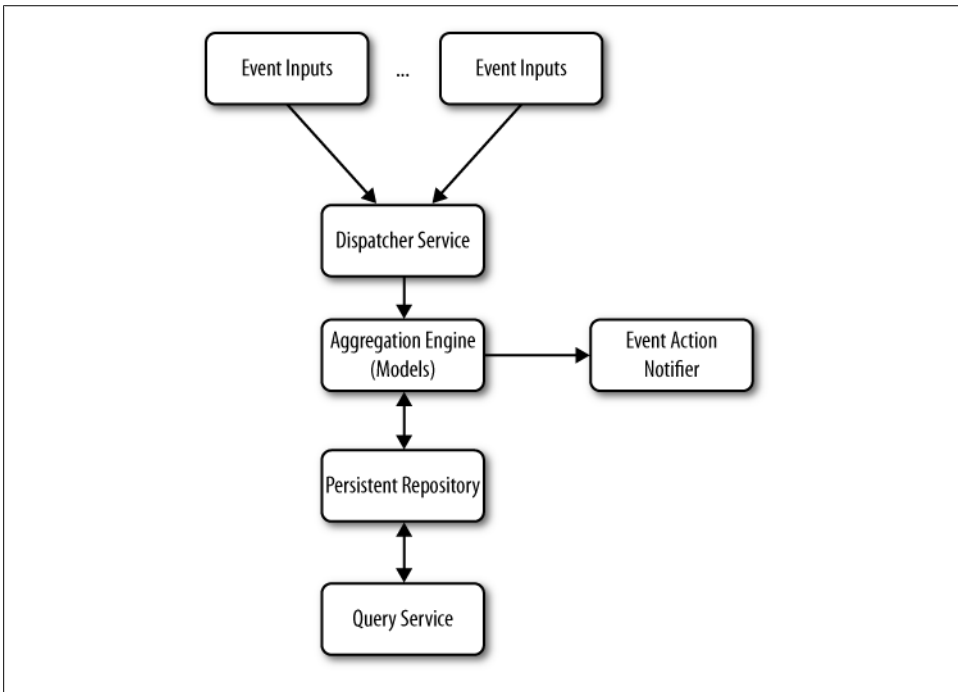 Event Inputs
...
Event Inputs
Dispatcher Service
Aggregation Engine
(Models)
Event Action
Notifier
Persistent Repository
Query Service